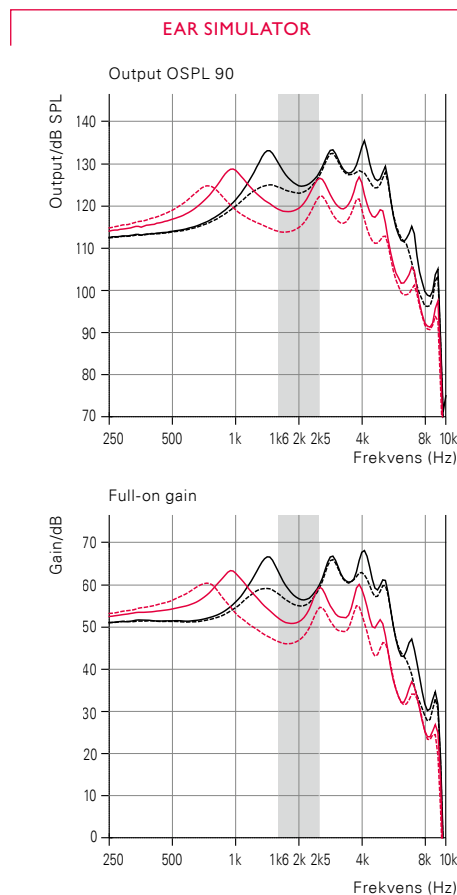 EAR SIMULATOR
Output OSPL 90
Output/dB SPL
140
130
120
110
100
90
80
70
250 500 1k 1k6 2k 2k5 4k 8k 10k
Frekvens (Hz)
Full-on gain
Gain/dB
70
60
50
40
30
20
10
0
250 500 1k 1k6 2k 2k5 4k 8k 10k
Frekvens (Hz)